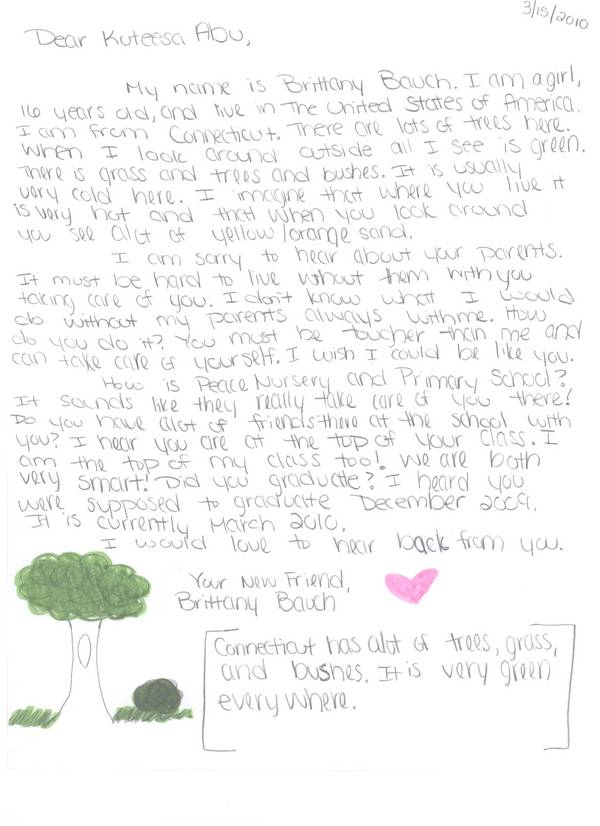 3/15/2010
Dear Kuteesa Abu,
My name is Brittany Bauch. I am a girl,
16 years old, and live in the United States of America.
I am from Connecticut. There are lots of trees here.
When I look around outside all I see is green.
There is grass and trees and bushes. It is usually
very cold here. I imagine that where you live it
is very hot and that when you look around
you see alot of yellow/orange sand.
I am sorry to hear about your parents.
It must be hard to live without them with you
taking care of you. I don't know what I would
do without my parents always with me. How
do you do it? You must be toucher than me and
can take care of yourself. I wish I could be like you.
How is Peace Nursery and Primary School?
It sounds like they really take care of you there!
Do you have alot of friends there at the school with
you? I hear you are at the top of your class. I
am the top of my class too! We are both
very smart! Did you graduate? I heard you
were supposed to graduate December 2009.
It is currently March 2010.
I would love to hear back from you.
Your New Friend,
Brittany Bauch
Connecticut has alot of trees, grass,
and bushes. It is very green
everywhere.